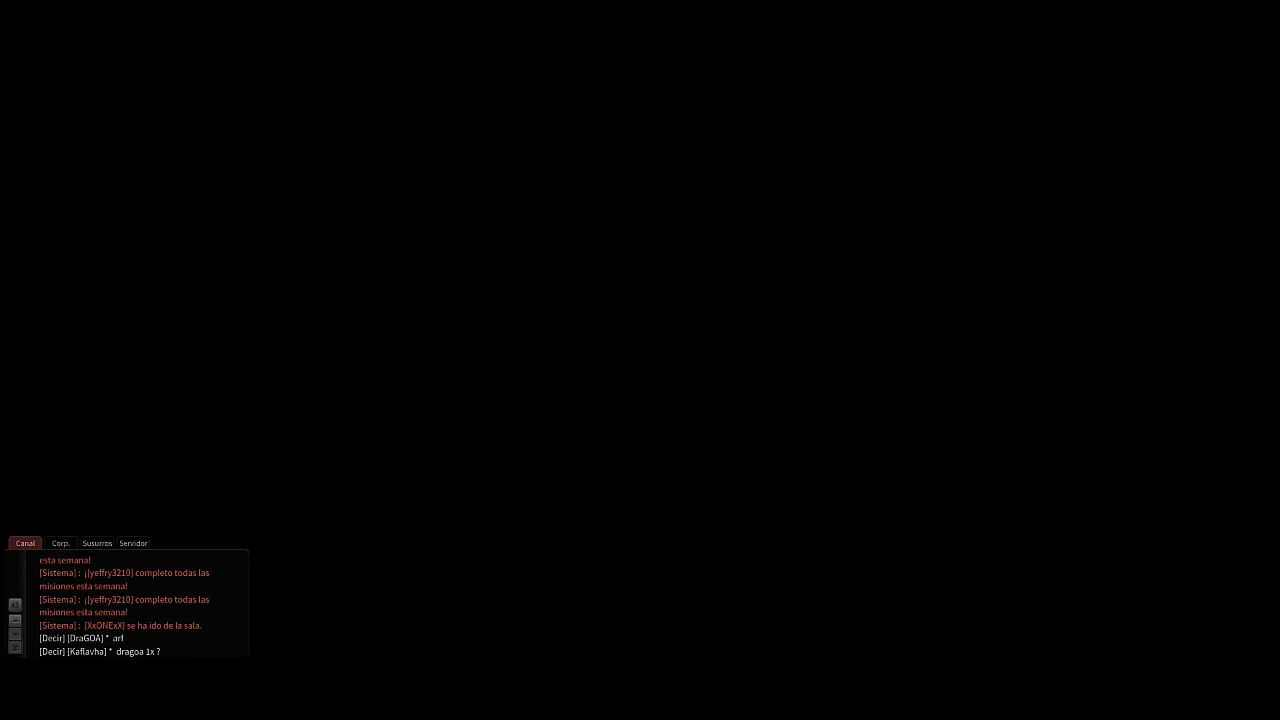 Canal Corp. Susurros Servidor
esta semana!
[Sistema] : ¡[yeffry3210] completo todas las
misiones esta semana!
[Sistema] : ¡[yeffry3210] completo todas las
misiones esta semana!
[Sistema] : [XxONExX] se ha ido de la sala.
[Decir] [DraGOA] * arf
[Decir] [Kaflavha] * dragoa 1x ?